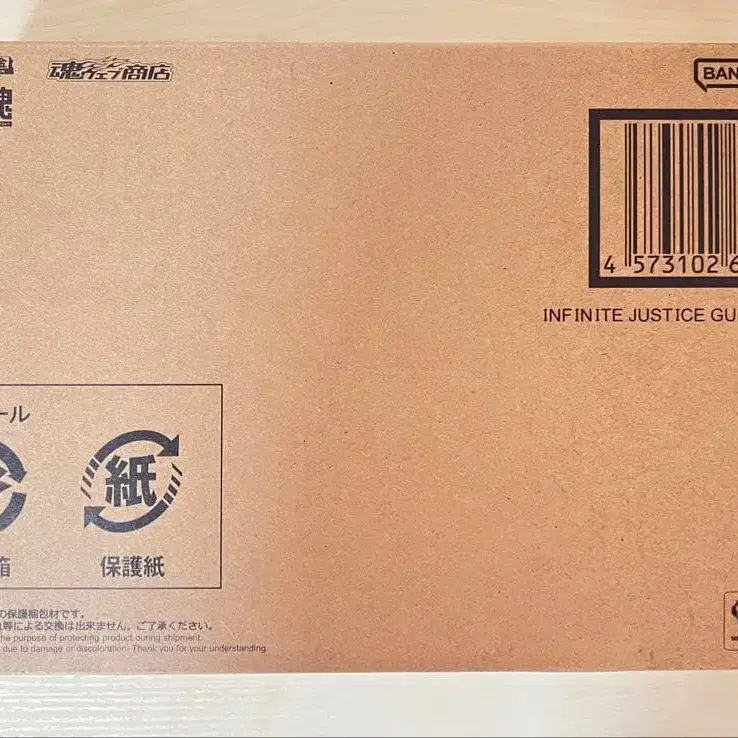 魂ウェブ商店
BAN
魂
4 573102 6
INFINITE JUSTICE GU
ール
紙
箱
保護紙
の保護梱包材です。
等による交換は出来ません。ご了承ください。
he purpose of protecting product during shipment.
due to damage or discoloration. Thank you for your understanding.